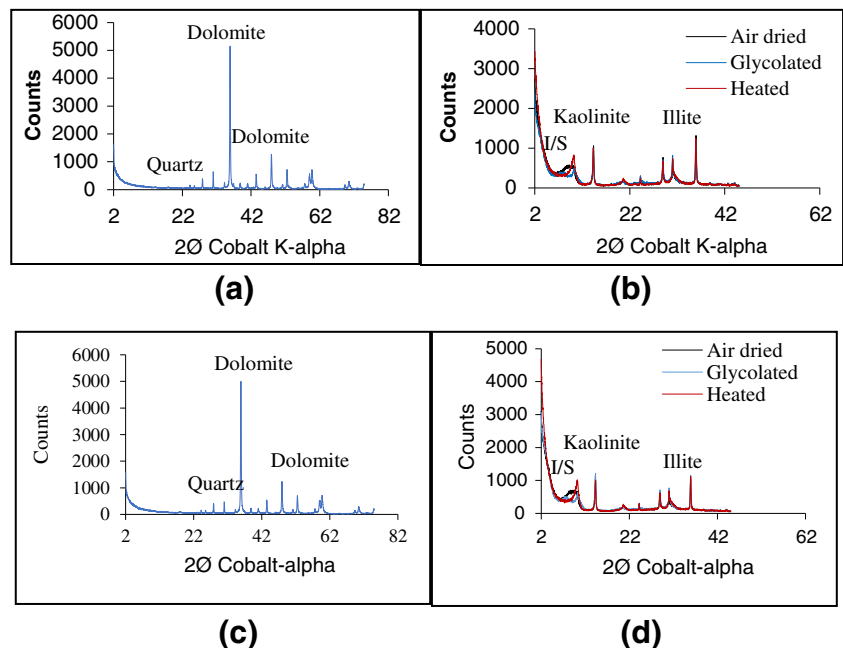 6000
5000
4000
3000
2000
1000
0
Counts
Dolomite
Dolomite
Quartz
2 22 42 62 82
2Ø Cobalt K-alpha
(a)
4000
3000
2000
1000
0
Counts
Air dried
Glycolated
Heated
Kaolinite
Illite
I/S
2 22 42 62
2Ø Cobalt K-alpha
(b)
6000
5000
4000
3000
2000
1000
0
Counts
Dolomite
Quartz
Dolomite
2 22 42 62 82
2Ø Cobalt-alpha
(c)
5000
4000
3000
2000
1000
0
Counts
Air dried
Glycolated
Heated
Kaolinite
Illite
I/S
2 22 42 62
2Ø Cobalt-alpha
(d)